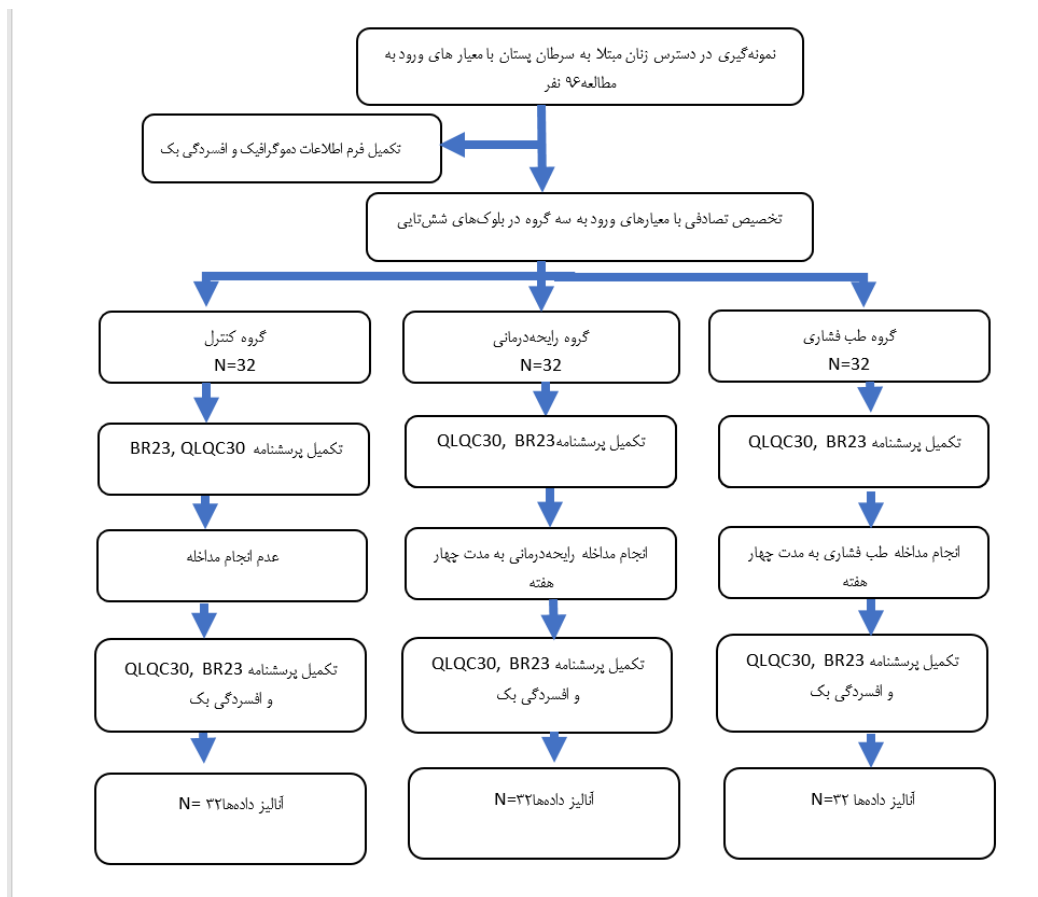 نمونه‌گیری در دسترس زنان مبتلا به سرطان پستان با معیار های ورود به
مطالعه۹۶ نفر
تکمیل فرم اطلاعات دموگرافیک و افسردگی بک
تخصیص تصادفی با معیارهای ورود به سه گروه در بلوک‌های شش‌تایی
گروه طب فشاری
N=32
گروه رایحه‌درمانی
N=32
گروه کنترل
N=32
تکمیل پرسشنامه QLQC30, BR23
تکمیل پرسشنامهQLQC30, BR23
تکمیل پرسشنامه BR23, QLQC30
انجام مداخله طب فشاری به مدت چهار
هفته
انجام مداخله رایحه‌درمانی به مدت چهار
هفته
عدم انجام مداخله
تکمیل پرسشنامه QLQC30, BR23
و افسردگی بک
تکمیل پرسشنامه QLQC30, BR23
و افسردگی بک
تکمیل پرسشنامه QLQC30, BR23
و افسردگی بک
آنالیز داده‌ها N=۳۲
آنالیز داده‌هاN=۳۲
آنالیز داده‌هاN= ۳۲